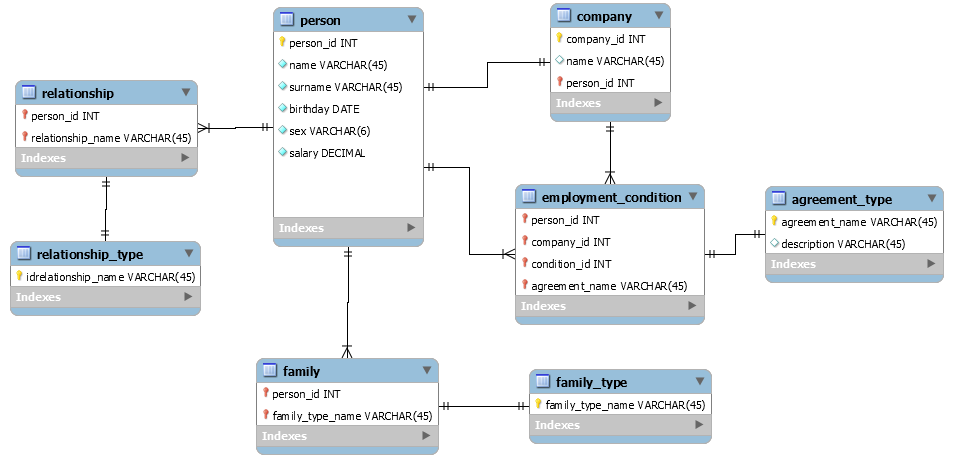 person
person_id INT
name VARCHAR(45)
surname VARCHAR(45)
birthday DATE
sex VARCHAR(6)
salary DECIMAL
Indexes
company
company_id INT
name VARCHAR(45)
person_id INT
Indexes
relationship
person_id INT
relationship_name VARCHAR(45)
Indexes
employment_condition
person_id INT
company_id INT
condition_id INT
agreement_name VARCHAR(45)
Indexes
agreement_type
agreement_name VARCHAR(45)
description VARCHAR(45)
Indexes
relationship_type
idrelationship_name VARCHAR(45)
Indexes
family
person_id INT
family_type_name VARCHAR(45)
Indexes
family_type
family_type_name VARCHAR(45)
Indexes